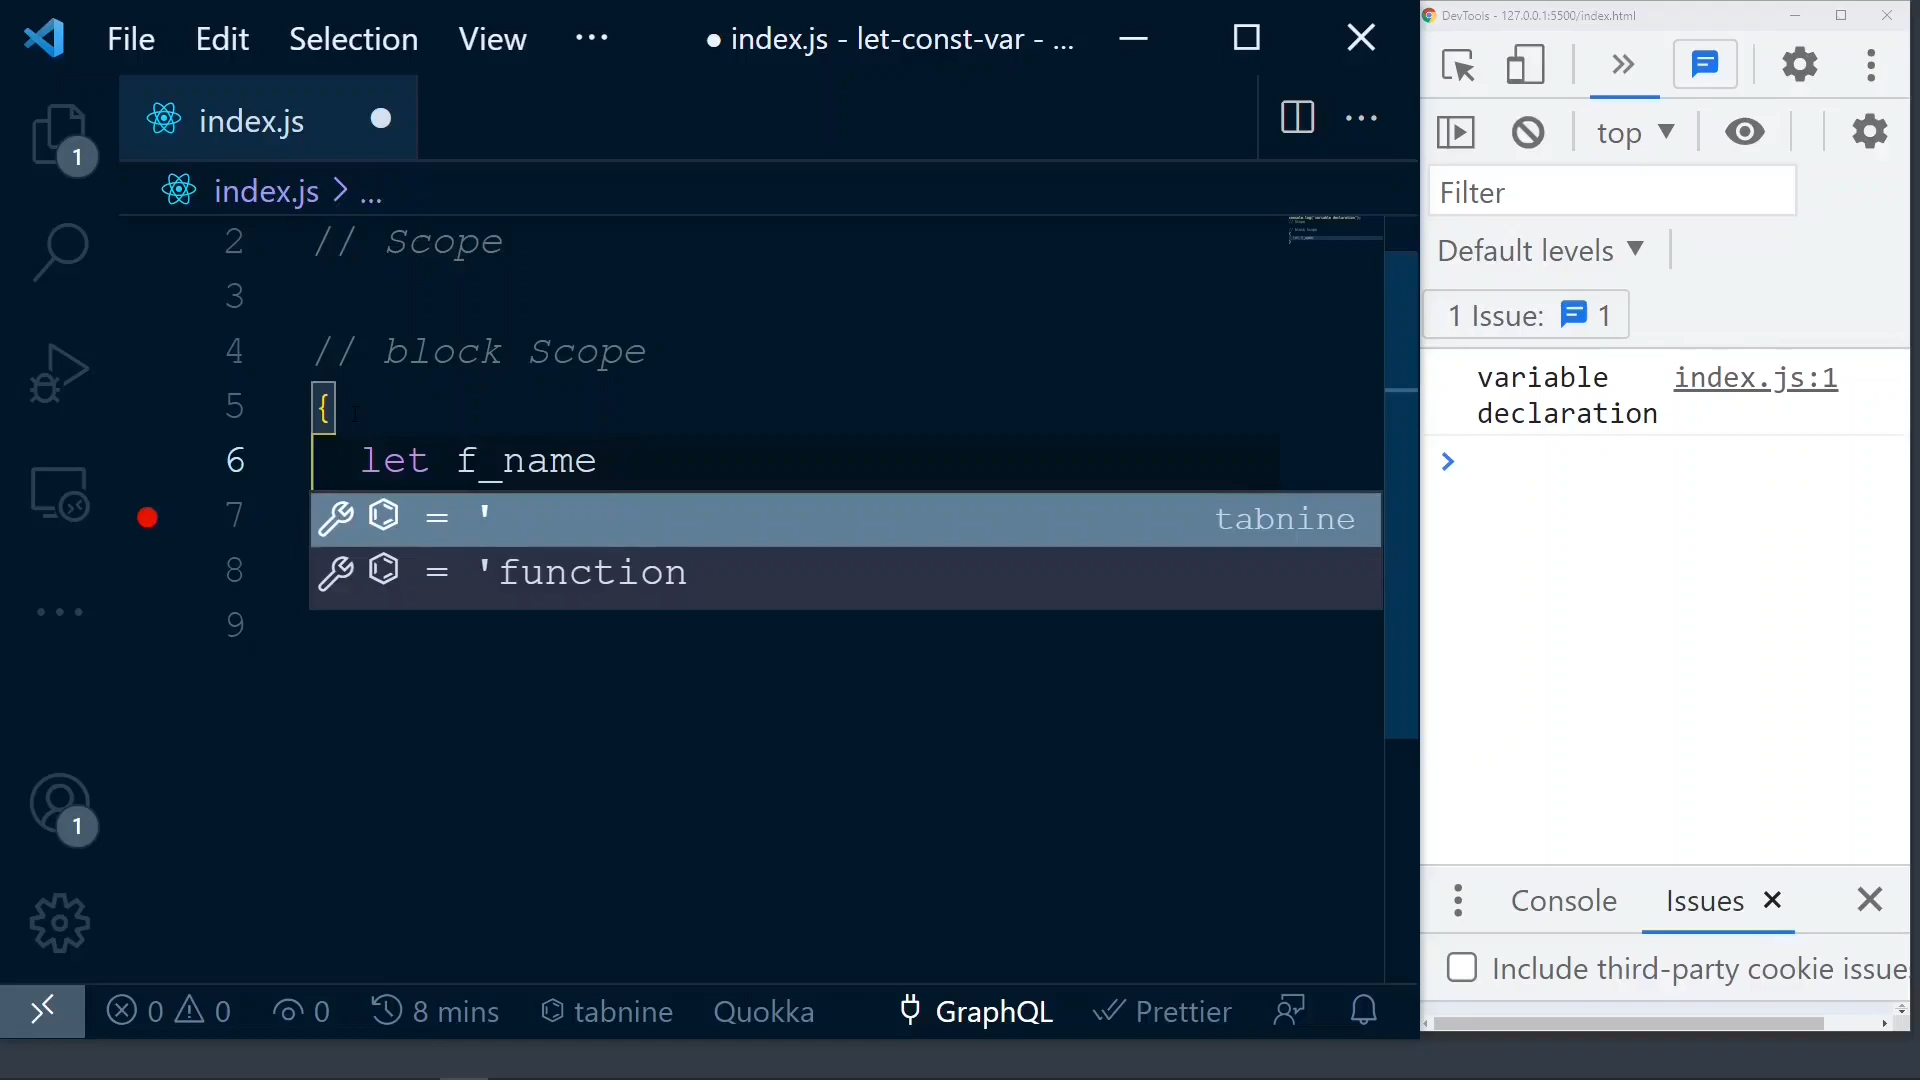 File Edit Selection View ··· ● index.js - let-const-var - ...
index.js
index.js > ...
2 // Scope
3
4 // block Scope
5 {
6 let f_name
7 = ' tabnine
8 = 'function
9
1
1
0 0 0 8 mins tabnine Quokka GraphQL Prettier
DevTools - 127.0.0.1:5500/index.html
top
Filter
Default levels
1 Issue: 1
variable index.js:1
declaration
>
Console Issues
Include third-party cookie issue